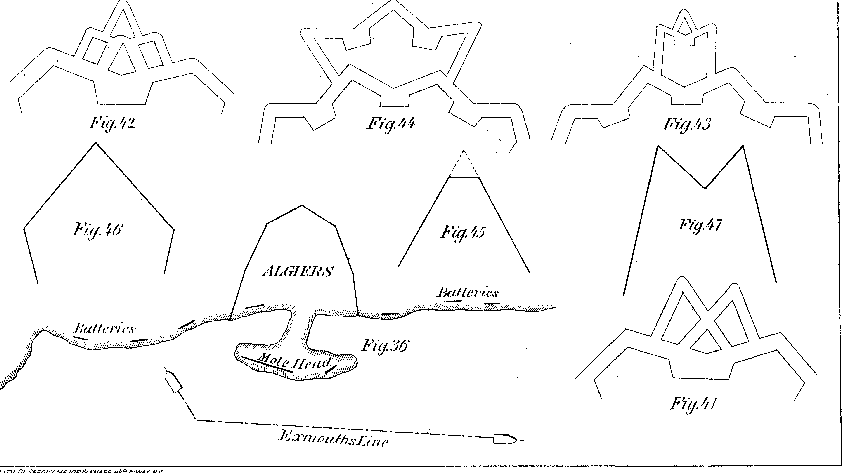 Fig.42
Fig.44
Fig.43
Fig.46
Fig.45
Fig.47
ALGIERS
Batteries
Batteries
Fig.36
Mole Head
Fig.41
Exmouths Line